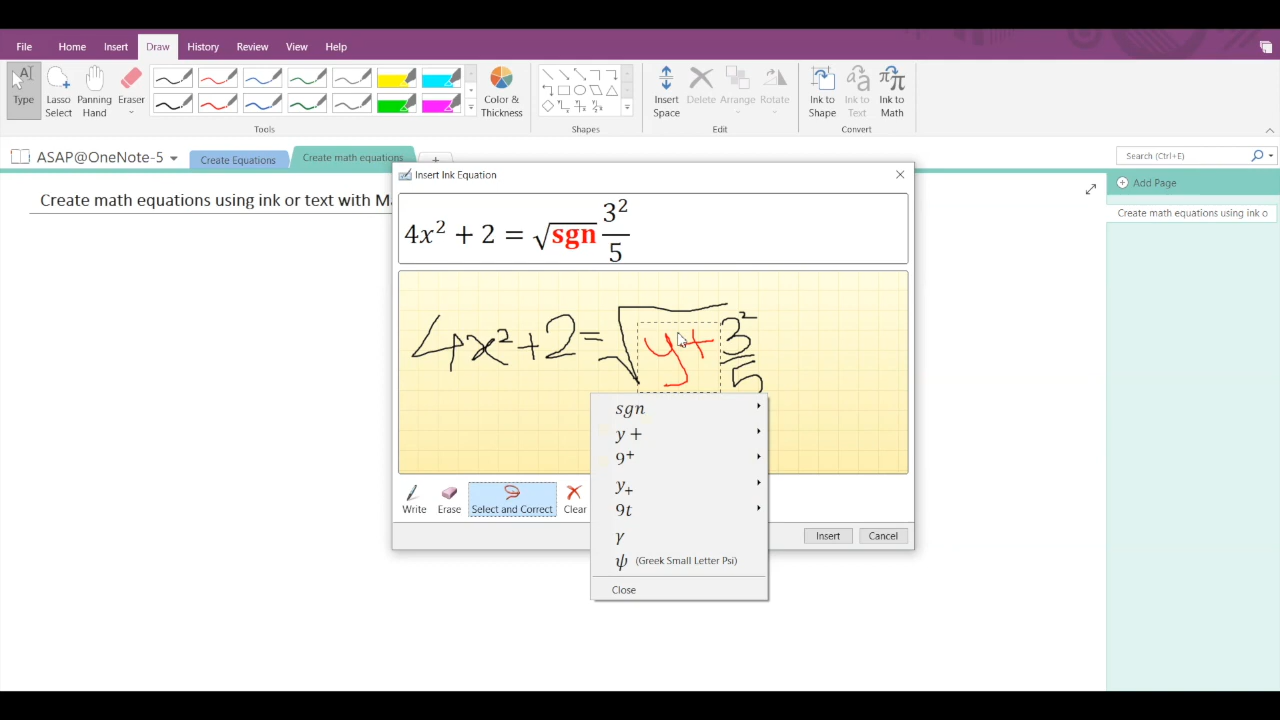 File Home Insert Draw History Review View Help
Type
Lasso Select
Panning Hand
Eraser
Color & Thickness
Insert Space
Delete Arrange Rotate
Ink to Shape
Ink to Text
Ink to Math
Tools Shapes Edit Convert
ASAP@OneNote-5 Create Equations Create math equations +
Search (Ctrl+E)
Create math equations using ink or text with Ma
Add Page
Create math equations using ink o
Insert Ink Equation
4x² + 2 = √sgn 3²/5
4x²+2=√y+ 3²/5
sgn
y +
9⁺
y₊
9t
γ
ψ (Greek Small Letter Psi)
Close
Write Erase Select and Correct Clear
Insert Cancel